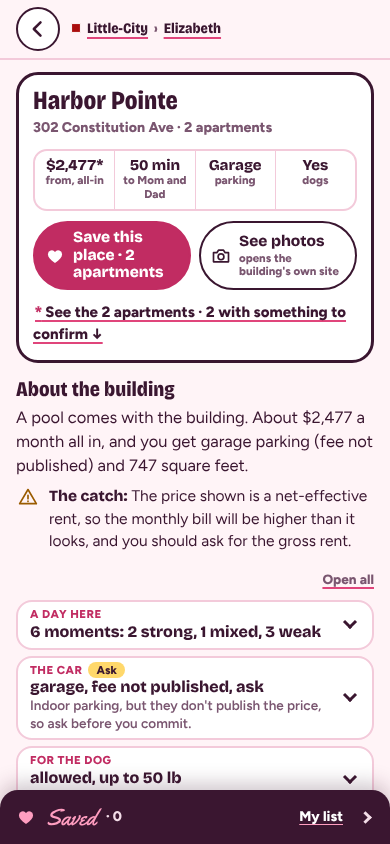 Little-City › Elizabeth
Harbor Pointe
302 Constitution Ave · 2 apartments
$2,477*
from, all-in
50 min
to Mom and
Dad
Garage
parking
Yes
dogs
Save this
place · 2
apartments
See photos
opens the
building's own site
* See the 2 apartments · 2 with something to
confirm ↓
About the building
A pool comes with the building. About $2,477 a
month all in, and you get garage parking (fee not
published) and 747 square feet.
The catch: The price shown is a net-effective
rent, so the monthly bill will be higher than it
looks, and you should ask for the gross rent.
Open all
A DAY HERE
6 moments: 2 strong, 1 mixed, 3 weak
THE CAR Ask
garage, fee not published, ask
Indoor parking, but they don't publish the price,
so ask before you commit.
FOR THE DOG
allowed, up to 50 lb
Saved · 0
My list